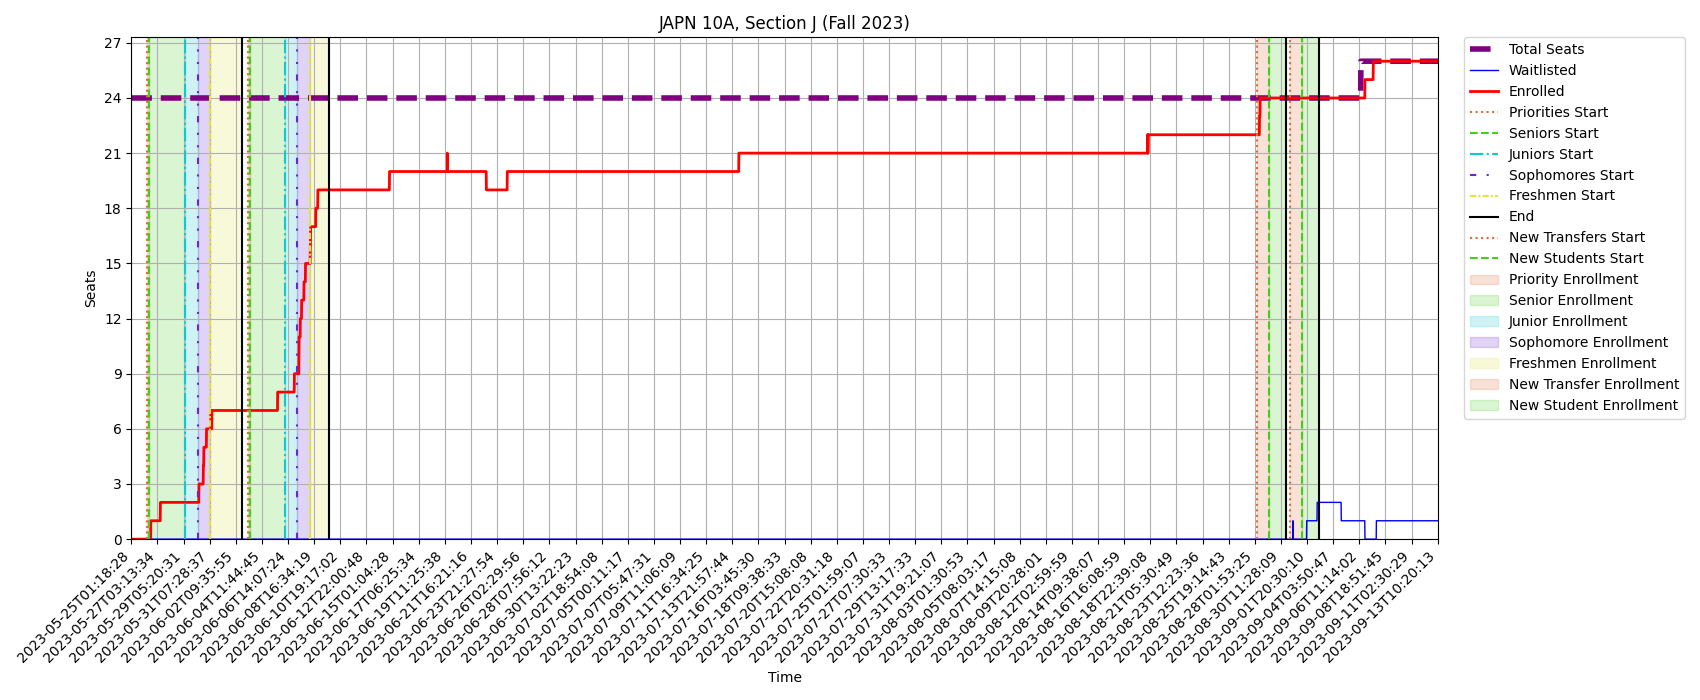 JAPN 10A, Section J (Fall 2023)
27
24
21
18
15
12
9
6
3
0
Seats
2023-05-25T01:18:28
2023-05-27T03:13:34
2023-05-29T05:20:31
2023-05-31T07:28:37
2023-06-02T09:35:55
2023-06-04T11:44:45
2023-06-06T14:07:24
2023-06-08T16:34:19
2023-06-10T19:17:02
2023-06-12T22:00:48
2023-06-15T01:04:28
2023-06-17T06:25:34
2023-06-19T11:25:38
2023-06-21T16:21:16
2023-06-23T21:27:54
2023-06-26T02:29:56
2023-06-28T07:56:12
2023-06-30T13:22:23
2023-07-02T18:54:08
2023-07-05T00:11:17
2023-07-07T05:47:31
2023-07-09T11:06:09
2023-07-11T16:34:25
2023-07-13T21:57:44
2023-07-16T03:45:30
2023-07-18T09:38:33
2023-07-20T15:08:08
2023-07-22T20:31:18
2023-07-25T01:59:07
2023-07-27T07:30:33
2023-07-29T13:17:33
2023-07-31T19:21:07
2023-08-03T01:30:53
2023-08-05T08:03:17
2023-08-07T14:15:08
2023-08-09T20:28:01
2023-08-12T02:59:59
2023-08-14T09:38:07
2023-08-16T16:08:59
2023-08-18T22:39:08
2023-08-21T05:30:49
2023-08-23T12:23:36
2023-08-25T19:14:43
2023-08-28T01:53:25
2023-08-30T11:28:09
2023-09-01T20:30:10
2023-09-04T03:50:47
2023-09-06T11:14:02
2023-09-08T18:51:45
2023-09-11T02:30:29
2023-09-13T10:20:13
Time
Total Seats
Waitlisted
Enrolled
Priorities Start
Seniors Start
Juniors Start
Sophomores Start
Freshmen Start
End
New Transfers Start
New Students Start
Priority Enrollment
Senior Enrollment
Junior Enrollment
Sophomore Enrollment
Freshmen Enrollment
New Transfer Enrollment
New Student Enrollment